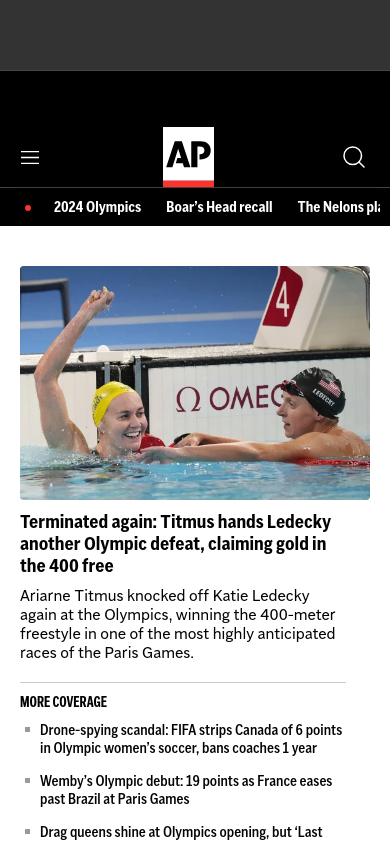 AP
2024 Olympics
Boar's Head recall
The Nelons pla
4
LEDECKY
Ω OMEG
Terminated again: Titmus hands Ledecky
another Olympic defeat, claiming gold in
the 400 free
Ariarne Titmus knocked off Katie Ledecky
again at the Olympics, winning the 400-meter
freestyle in one of the most highly anticipated
races of the Paris Games.
MORE COVERAGE
Drone-spying scandal: FIFA strips Canada of 6 points
in Olympic women's soccer, bans coaches 1 year
Wemby's Olympic debut: 19 points as France eases
past Brazil at Paris Games
Drag queens shine at Olympics opening, but ‘Last